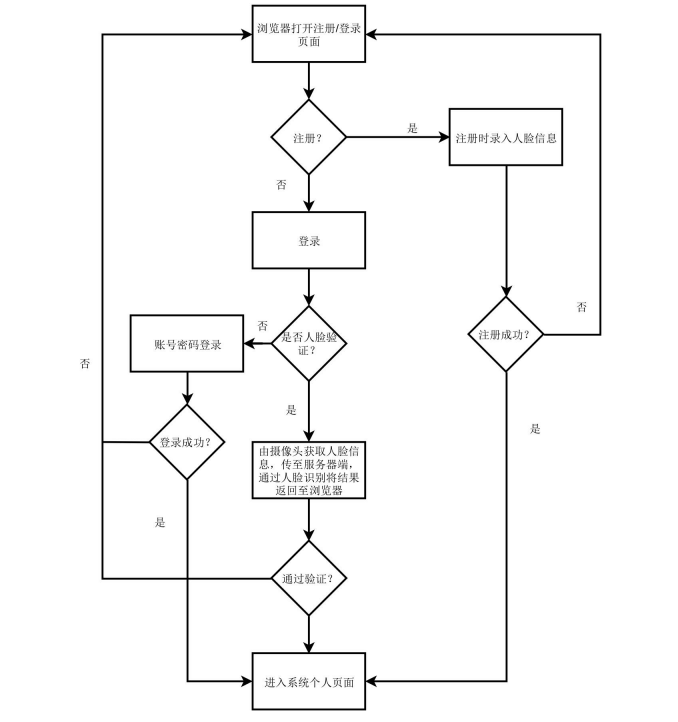 浏览器打开注册/登录
页面
注册？
是
注册时录入人脸信息
否
登录
是否人脸验
证？
否
账号密码登录
注册成功？
否
否
是
登录成功？
是
由摄像头获取人脸信
息，传至服务器端，
通过人脸识别将结果
返回至浏览器
是
通过验证？
进入系统个人页面